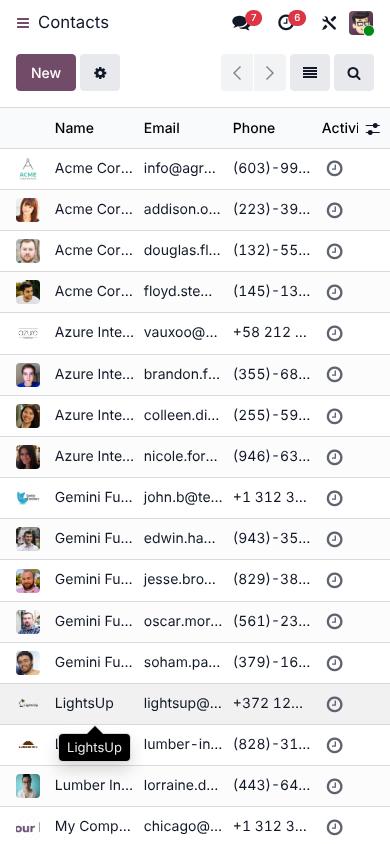 Contacts 7 6
New
Name Email Phone Activi
ACME Acme Cor... info@agr... (603)-99...
Acme Cor... addison.o... (223)-39...
Acme Cor... douglas.fl... (132)-55...
Acme Cor... floyd.ste... (145)-13...
azure Azure Inte... vauxoo@... +58 212 ...
Azure Inte... brandon.f... (355)-68...
Azure Inte... colleen.di... (255)-59...
Azure Inte... nicole.for... (946)-63...
Gemini Fu... john.b@te... +1 312 3...
Gemini Fu... edwin.ha... (943)-35...
Gemini Fu... jesse.bro... (829)-38...
Gemini Fu... oscar.mor... (561)-23...
Gemini Fu... soham.pa... (379)-16...
LightsUp lightsup@... +372 12...
LightsUp
lumber-in... (828)-31...
Lumber In... lorraine.d... (443)-64...
our My Comp... chicago@... +1 312 3...